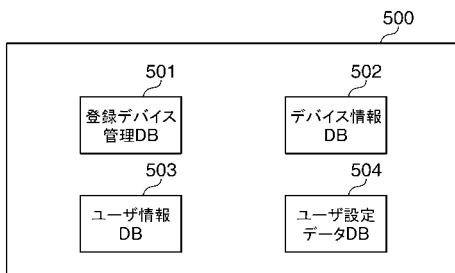 500
501
502
登録デバイス
管理DB
デバイス情報
DB
503
504
ユーザ情報
DB
ユーザ設定
データDB